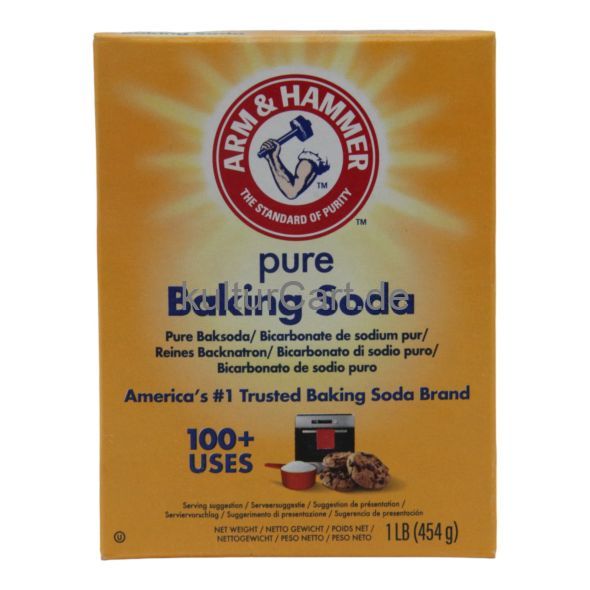 ARM & HAMMER
™
THE STANDARD OF PURITY
™
pure
Baking Soda
kulturCart.de
Pure Baksoda/ Bicarbonate de sodium pur/
Reines Backnatron/ Bicarbonato di sodio puro/
Bicarbonato de sodio puro
America's #1 Trusted Baking Soda Brand
100+
USES
Serving suggestion / Serveersuggestie / Suggestion de présentation /
Serviervorschlag / Suggerimento di presentazione / Sugerencia de presentación
NET WEIGHT / NETTO GEWICHT / POIDS NET /
NETTOGEWICHT / PESO NETTO / PESO NETO
1 LB (454 g)
U